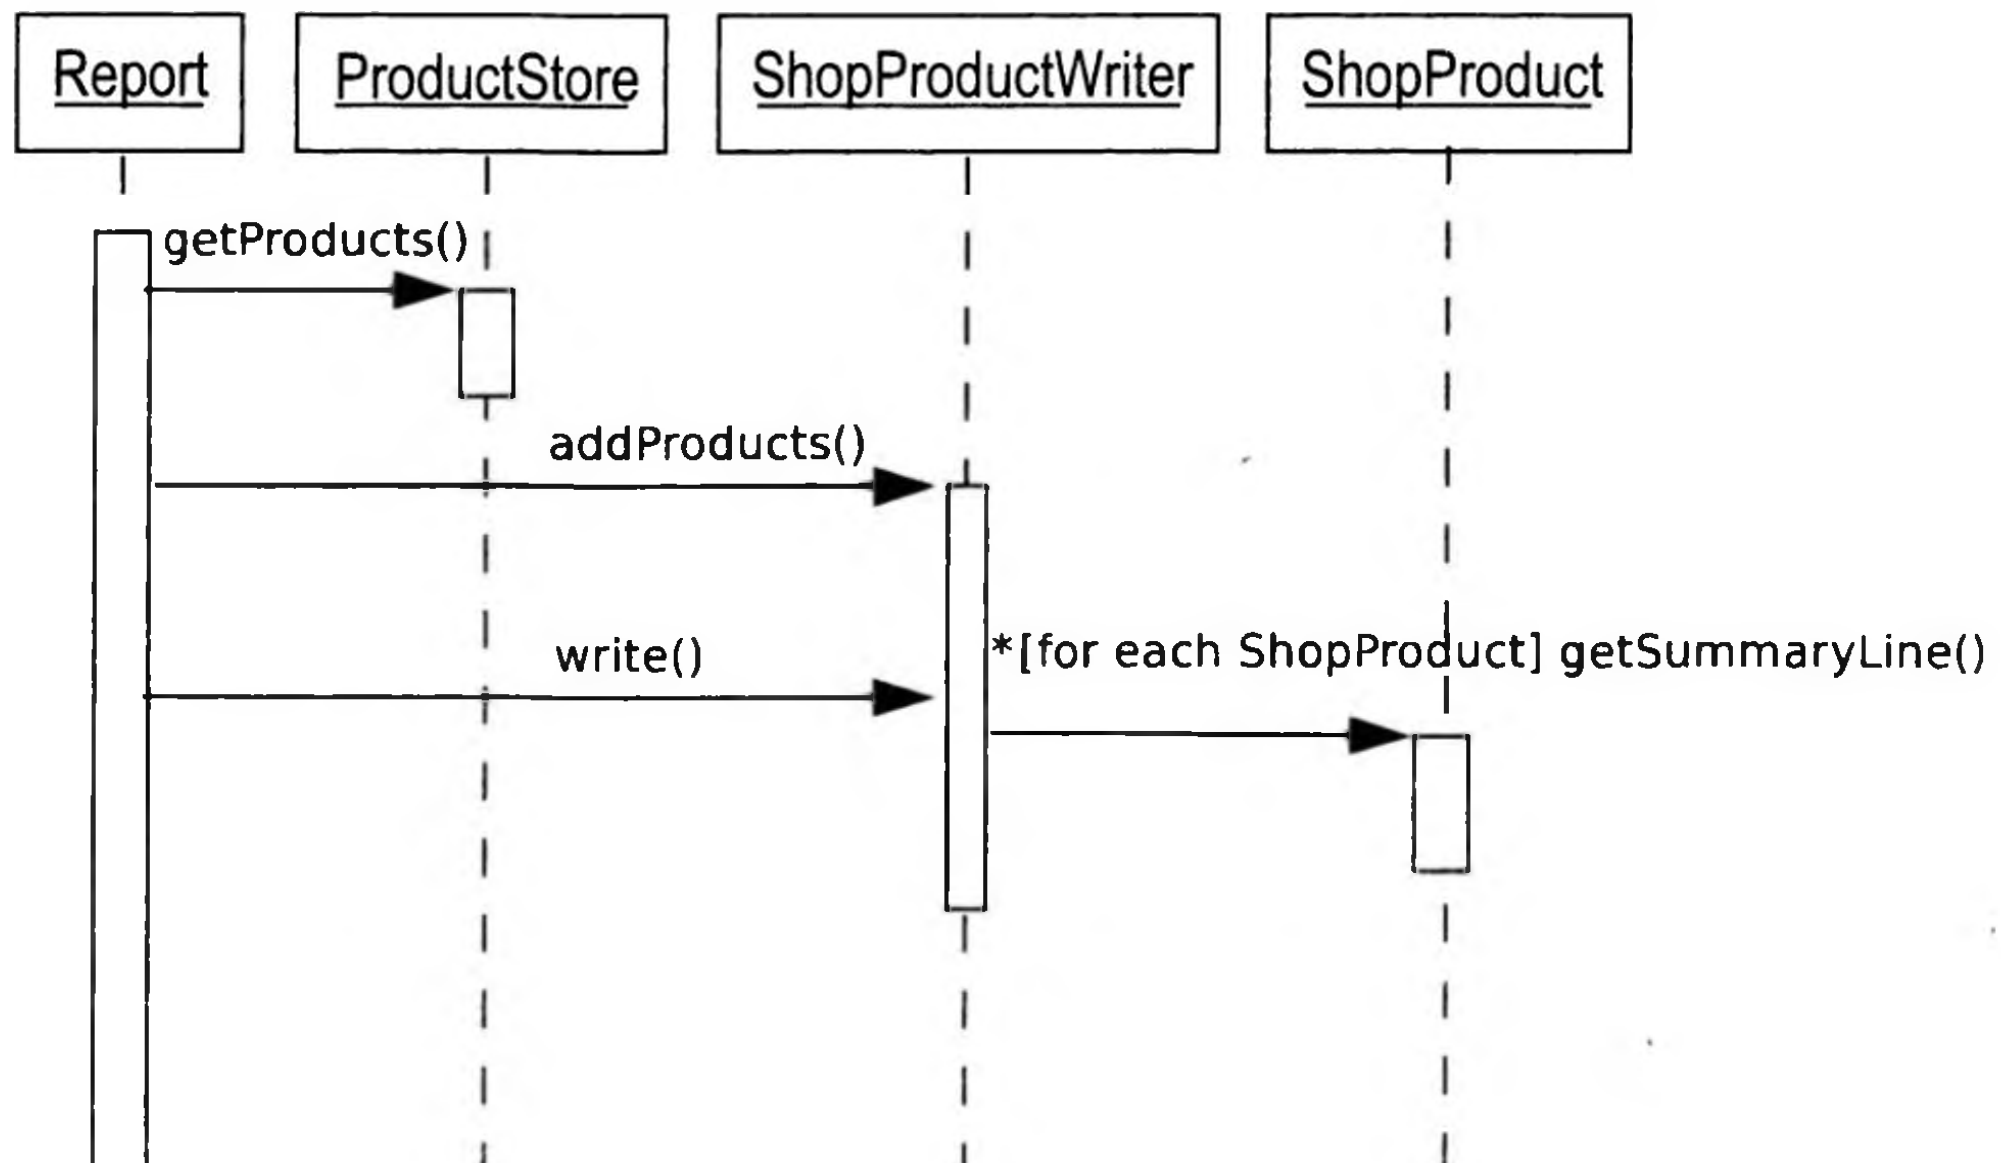 Report
ProductStore
ShopProductWriter
ShopProduct
getProducts()
addProducts()
write()
*[for each ShopProduct] getSummaryLine()